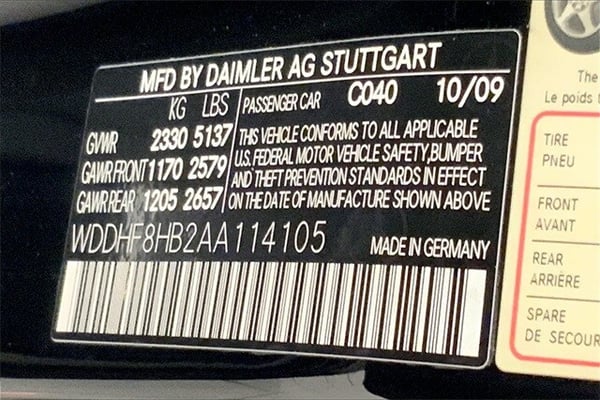 MFD BY DAIMLER AG STUTTGART
KG LBS PASSENGER CAR C040 10/09
GVWR 2330 5137
GAWR FRONT 1170 2579
GAWR REAR 1205 2657
THIS VEHICLE CONFORMS TO ALL APPLICABLE
U.S. FEDERAL MOTOR VEHICLE SAFETY,BUMPER
AND THEFT PREVENTION STANDARDS IN EFFECT
ON THE DATE OF MANUFACTURE SHOWN ABOVE
WDDHF8HB2AA114105 MADE IN GERMANY
The
Le poids
TIRE
PNEU
FRONT
AVANT
REAR
ARRIÈRE
SPARE
DE SECOUR